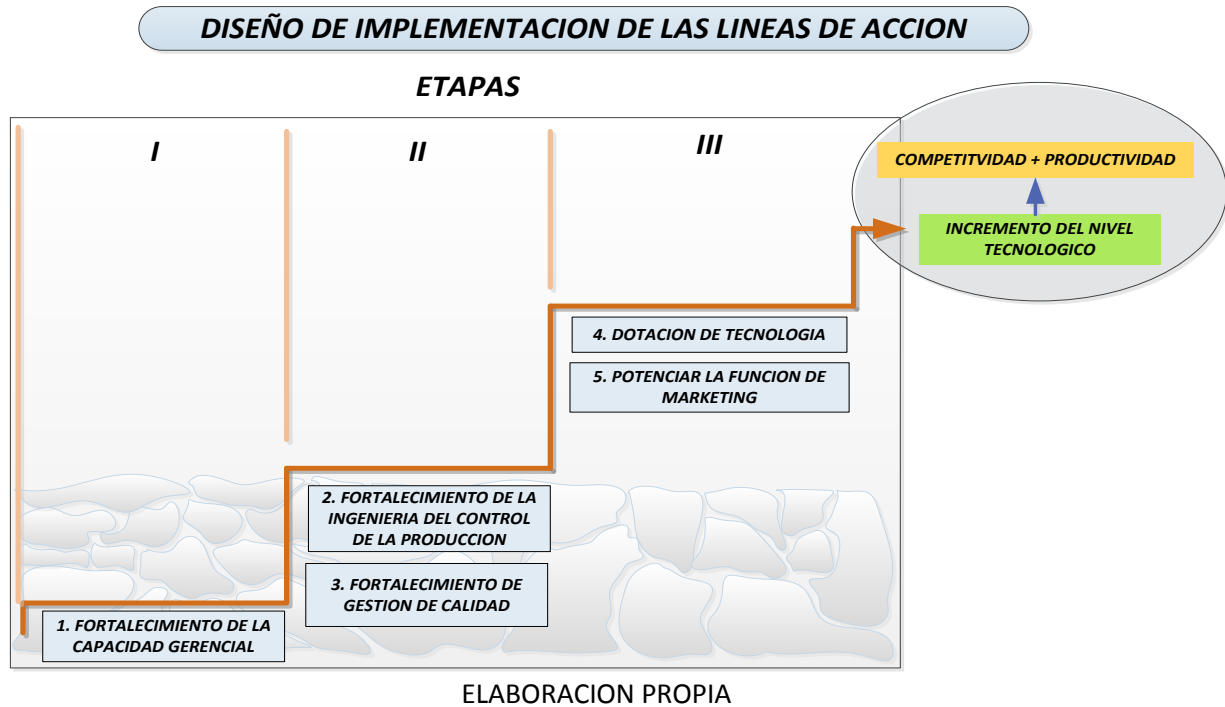 DISEÑO DE IMPLEMENTACION DE LAS LINEAS DE ACCION
ETAPAS
I
II
III
COMPETITVIDAD + PRODUCTIVIDAD
INCREMENTO DEL NIVEL
TECNOLOGICO
4. DOTACION DE TECNOLOGIA
5. POTENCIAR LA FUNCION DE
MARKETING
2. FORTALECIMIENTO DE LA
INGENIERIA DEL CONTROL
DE LA PRODUCCION
3. FORTALECIMIENTO DE
GESTION DE CALIDAD
1. FORTALECIMIENTO DE LA
CAPACIDAD GERENCIAL
ELABORACION PROPIA